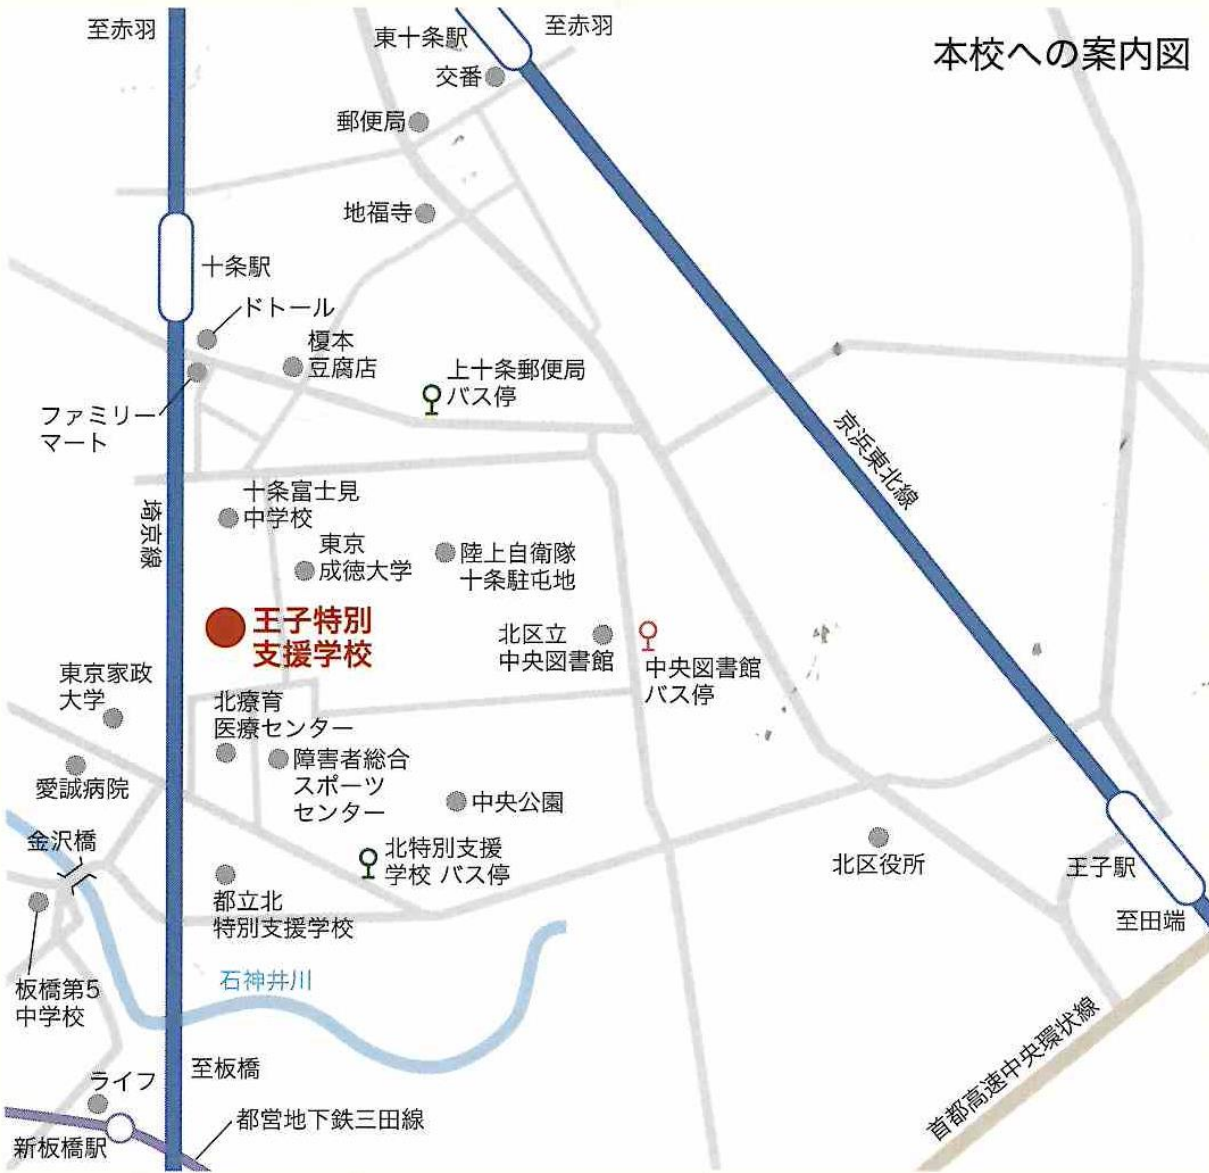 本校への案内図
至赤羽
東十条駅
至赤羽
交番
郵便局
地福寺
十条駅
ドトール
榎本
豆腐店
上十条郵便局
バス停
ファミリー
マート
京浜東北線
埼京線
十条富士見
中学校
東京
成徳大学
陸上自衛隊
十条駐屯地
王子特別
支援学校
北区立
中央図書館
中央図書館
バス停
東京家政
大学
北療育
医療センター
愛誠病院
障害者総合
スポーツ
センター
中央公園
金沢橋
北特別支援
学校 バス停
北区役所
王子駅
都立北
特別支援学校
至田端
石神井川
板橋第5
中学校
首都高速中央環状線
至板橋
ライフ
都営地下鉄三田線
新板橋駅